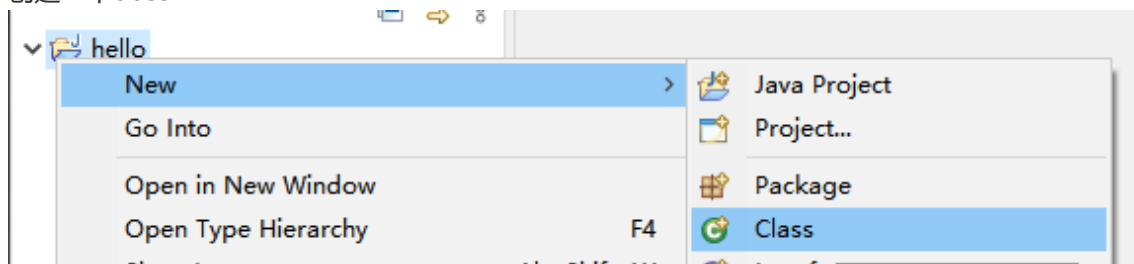 hello
New
Java Project
Go Into
Project...
Open in New Window
Package
Open Type Hierarchy F4
Class